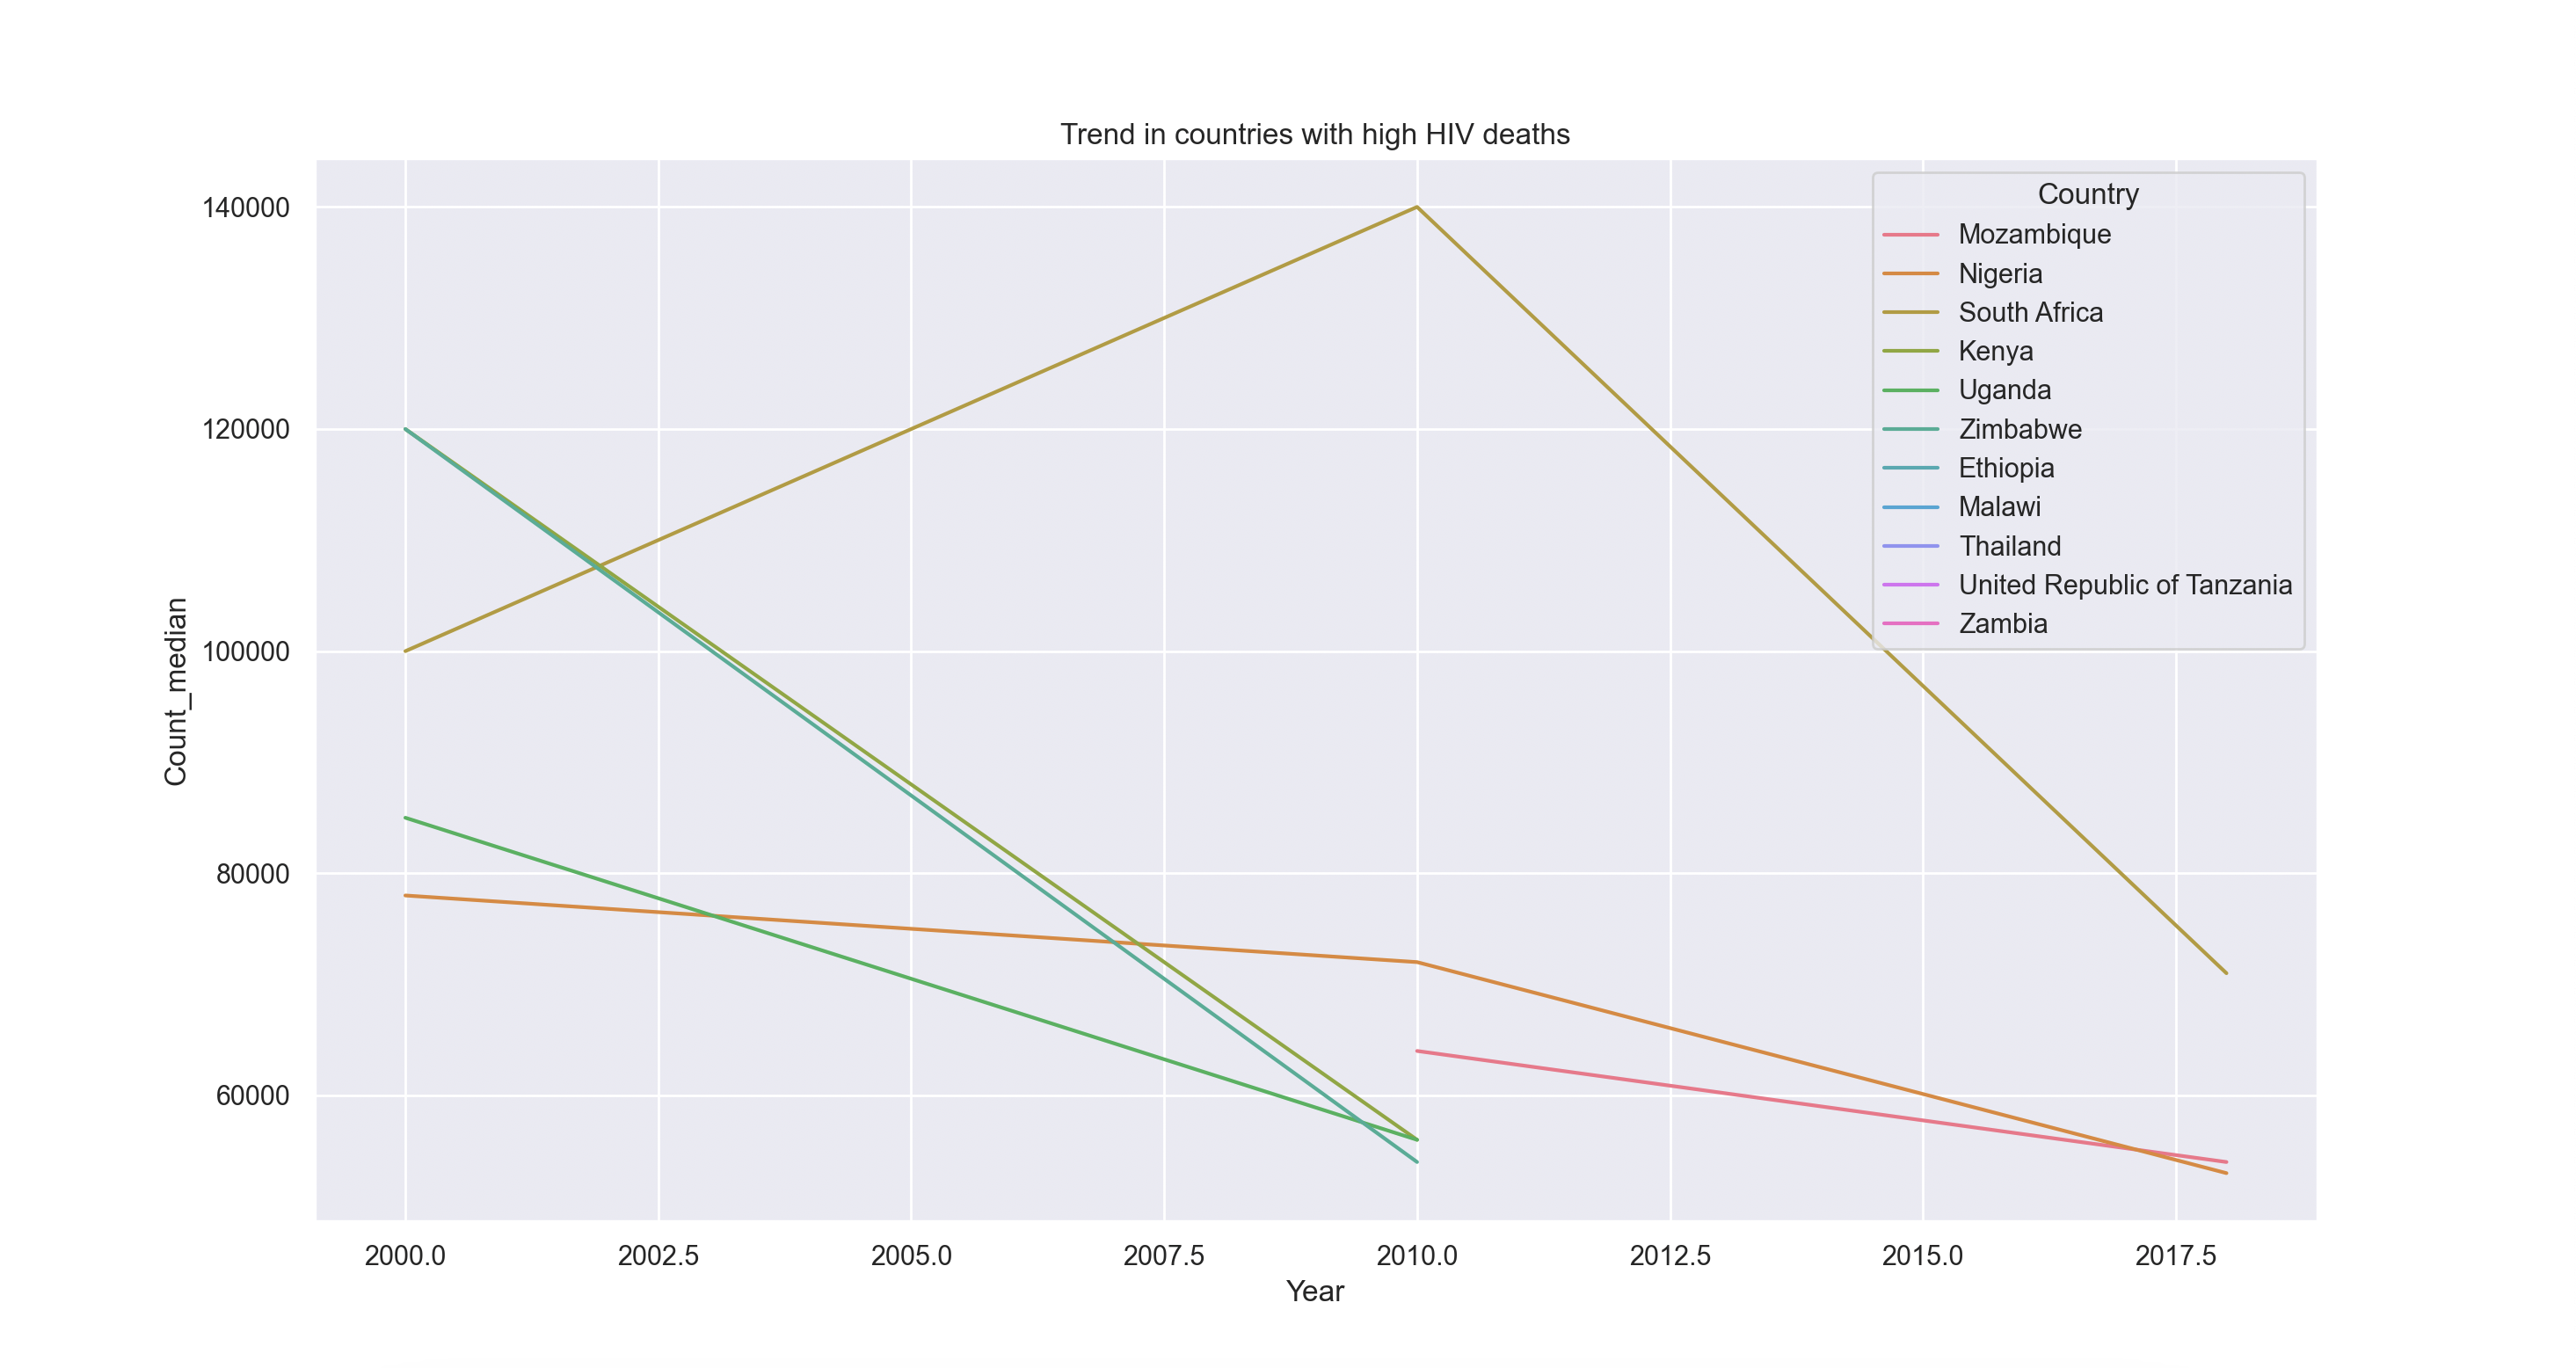 Trend in countries with high HIV deaths
Country
Mozambique
Nigeria
South Africa
Kenya
Uganda
Zimbabwe
Ethiopia
Malawi
Thailand
United Republic of Tanzania
Zambia
Count_median
140000
120000
100000
80000
60000
2000.0 2002.5 2005.0 2007.5 2010.0 2012.5 2015.0 2017.5
Year